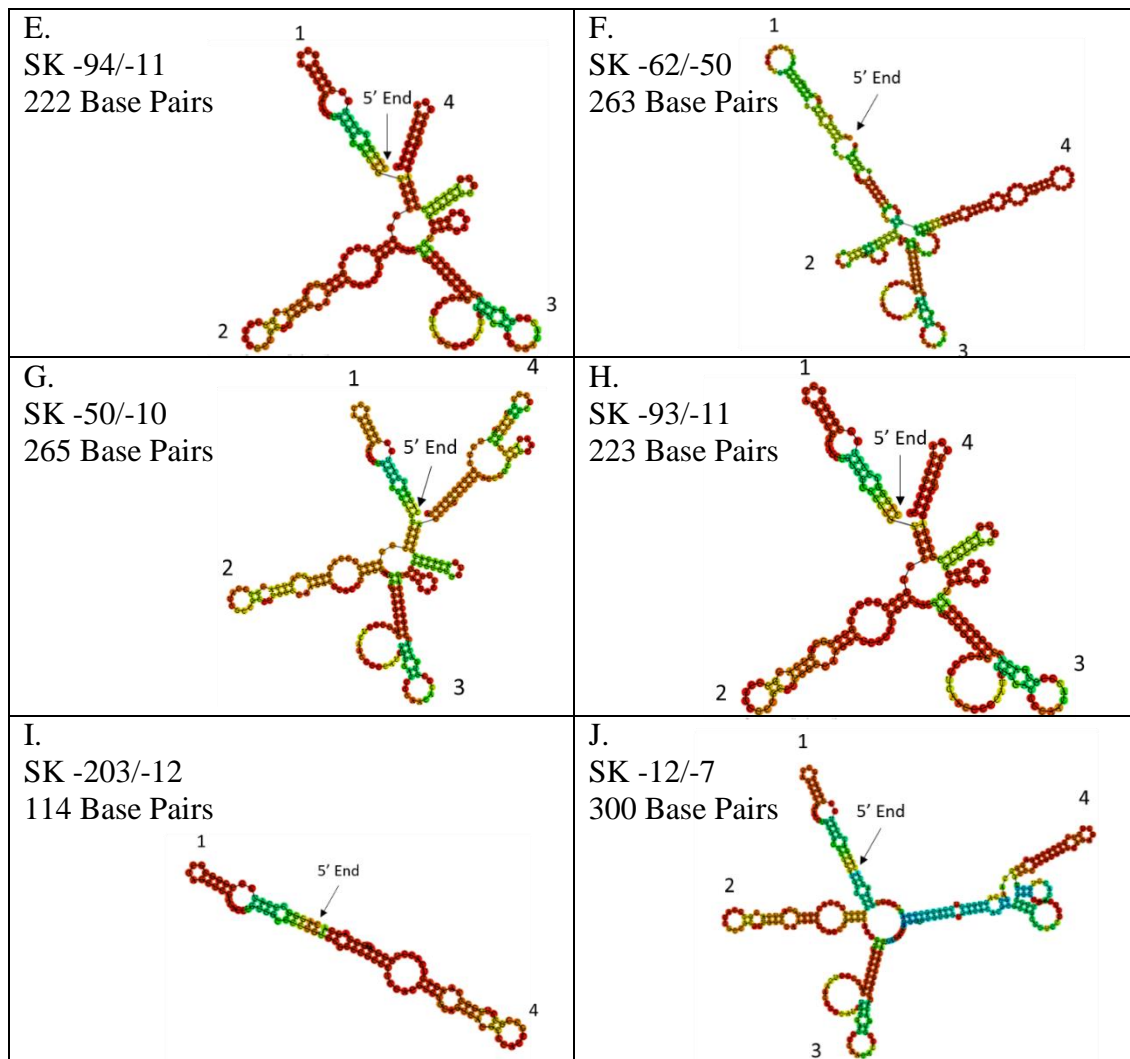 E.
SK -94/-11
222 Base Pairs
1
5' End
4
2
3
F.
SK -62/-50
263 Base Pairs
1
5' End
4
2
3
G.
SK -50/-10
265 Base Pairs
1
4
5' End
2
3
H.
SK -93/-11
223 Base Pairs
1
5' End
4
2
3
I.
SK -203/-12
114 Base Pairs
1
5' End
4
J.
SK -12/-7
300 Base Pairs
1
5' End
4
2
3